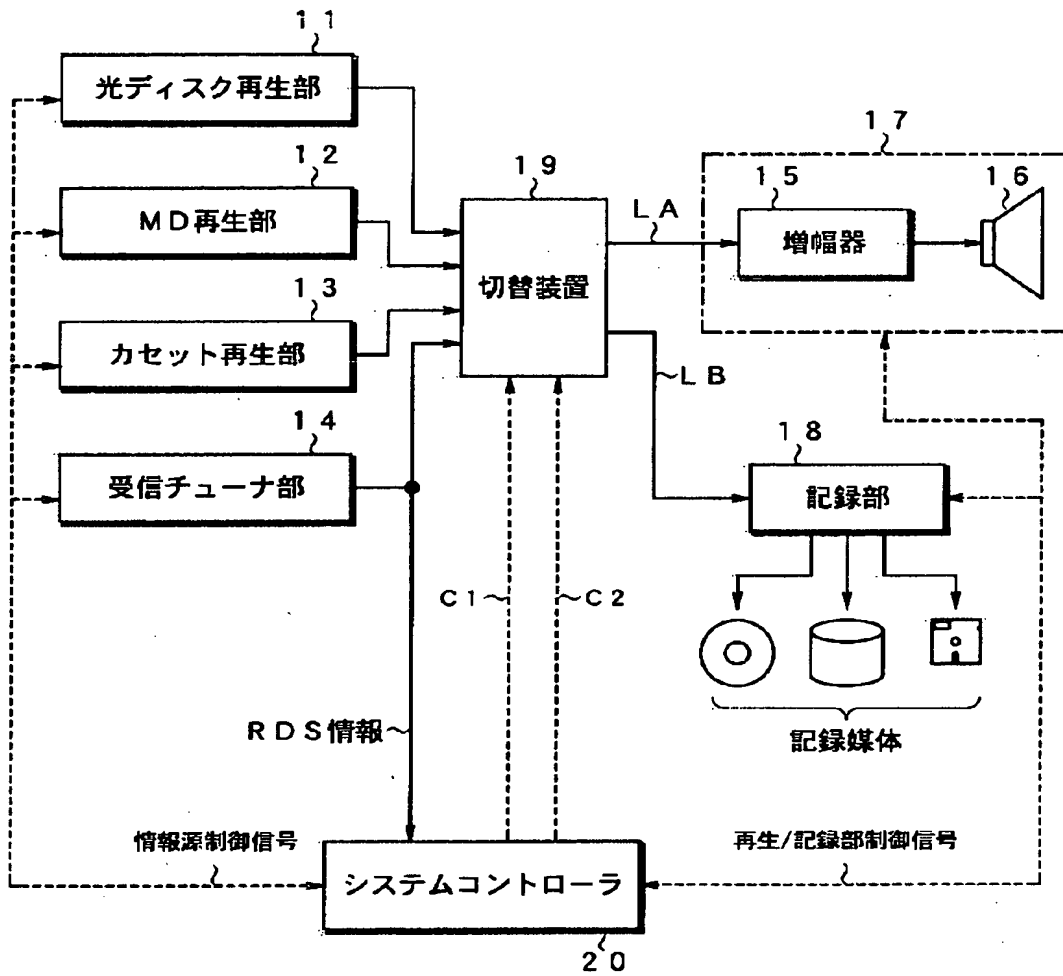 11
光ディスク再生部
12
MD再生部
13
カセット再生部
14
受信チューナ部
19
切替装置
LA
LB
17
15
増幅器
16
18
記録部
記録媒体
C1
C2
RDS情報
情報源制御信号
再生/記録部制御信号
システムコントローラ
20